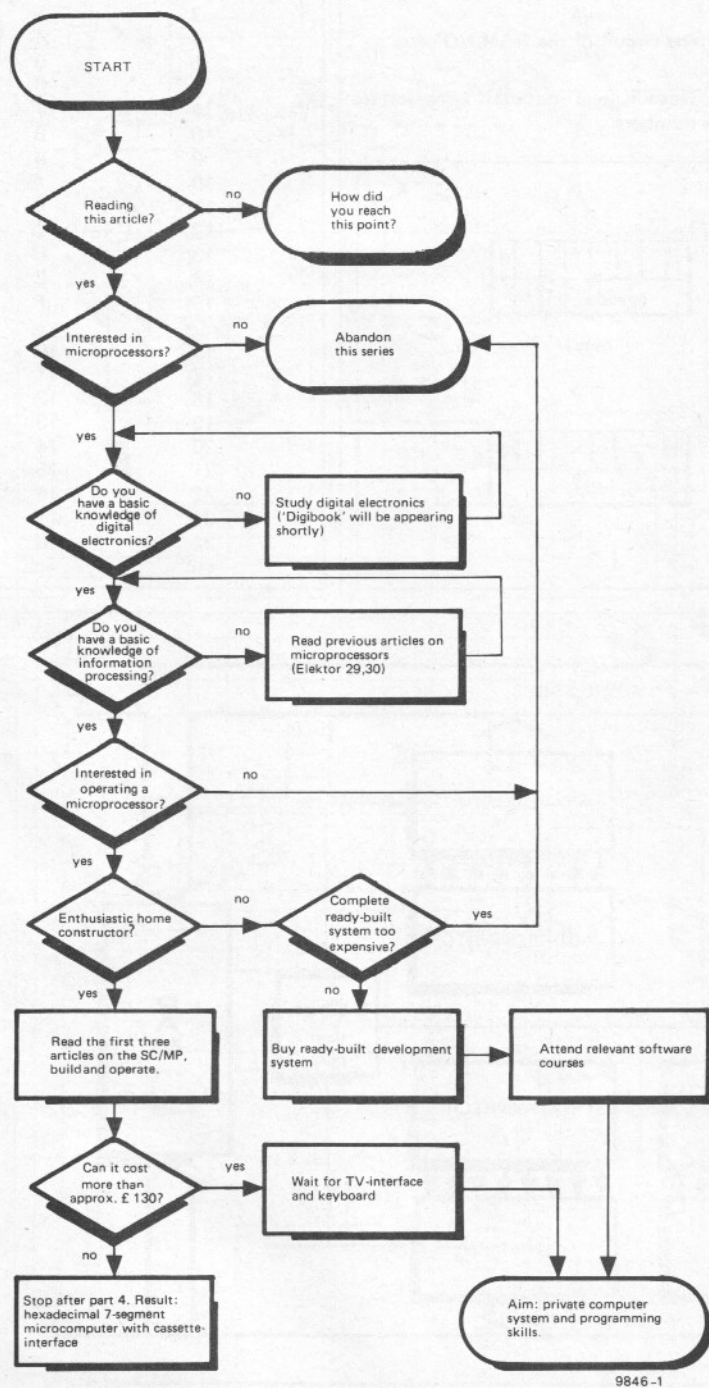 START
Reading
this article?
no
How did
you reach
this point?
yes
Interested in
microprocessors?
no
Abandon
this series
yes
Do you
have a basic
knowledge of
digital
electronics?
no
Study digital electronics
('Digibook' will be appearing
shortly)
yes
Do you
have a basic
knowledge of
information
processing?
no
Read previous articles on
microprocessors
(Elektor 29,30)
yes
Interested in
operating a
microprocessor?
no
yes
Enthusiastic home
constructor?
no
Complete
ready-built
system too
expensive?
yes
yes
no
Read the first three
articles on the SC/MP,
build and operate.
Buy ready-built development
system
Attend relevant software
courses
Can it cost
more than
approx. £ 130?
yes
Wait for TV-interface
and keyboard
no
Stop after part 4. Result:
hexadecimal 7-segment
microcomputer with cassette-
interface
Aim: private computer
system and programming
skills.
9846-1